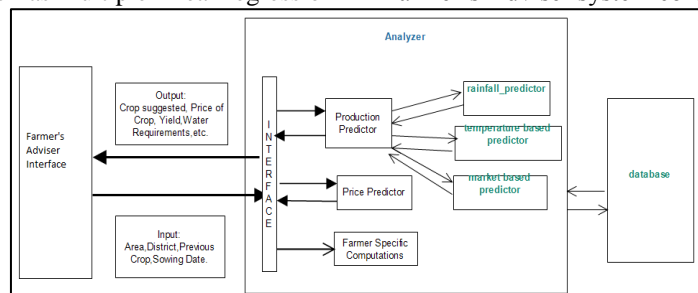 Analyzer
Farmer's
Adviser
Interface
Output:
Crop suggested, Price of
Crop, Yield,Water
Requirements,etc.
Input:
Area,District,Previous
Crop,Sowing Date.
INTERFACE
Production
Predictor
Price Predictor
Farmer Specific
Computations
rainfall_predictor
temperature based
predictor
market based
predictor
database